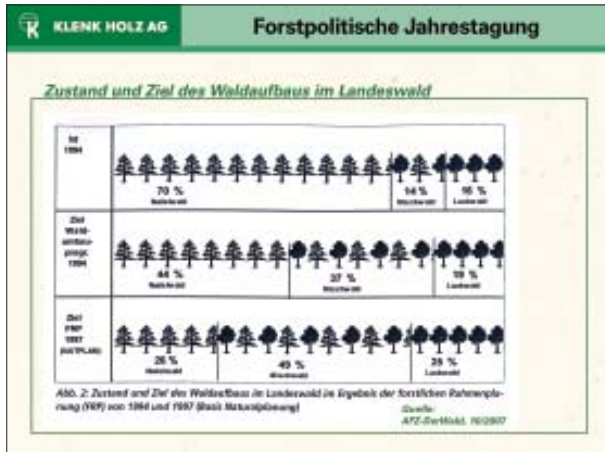 KLENK HOLZ AG
Forstpolitische Jahrestagung
Zustand und Ziel des Waldaufbaus im Landeswald
Ist
1994
70 %
Nadelwald
14 %
Mischwald
16 %
Laubwald
Ziel
Wald-
umbau-
progr.
1994
44 %
Nadelwald
37 %
Mischwald
19 %
Laubwald
Ziel
FRP
1997
26 %
Nadelwald
49 %
Mischwald
25 %
Laubwald
Abb. 2: Zustand und Ziel des Waldaufbaus im Landeswald im Ergebnis der forstlichen Rahmenpla-
nung (FRP) von 1994 und 1997 (Basis Naturalplanung)
Quelle:
AFZ-DerWald, 10/2007